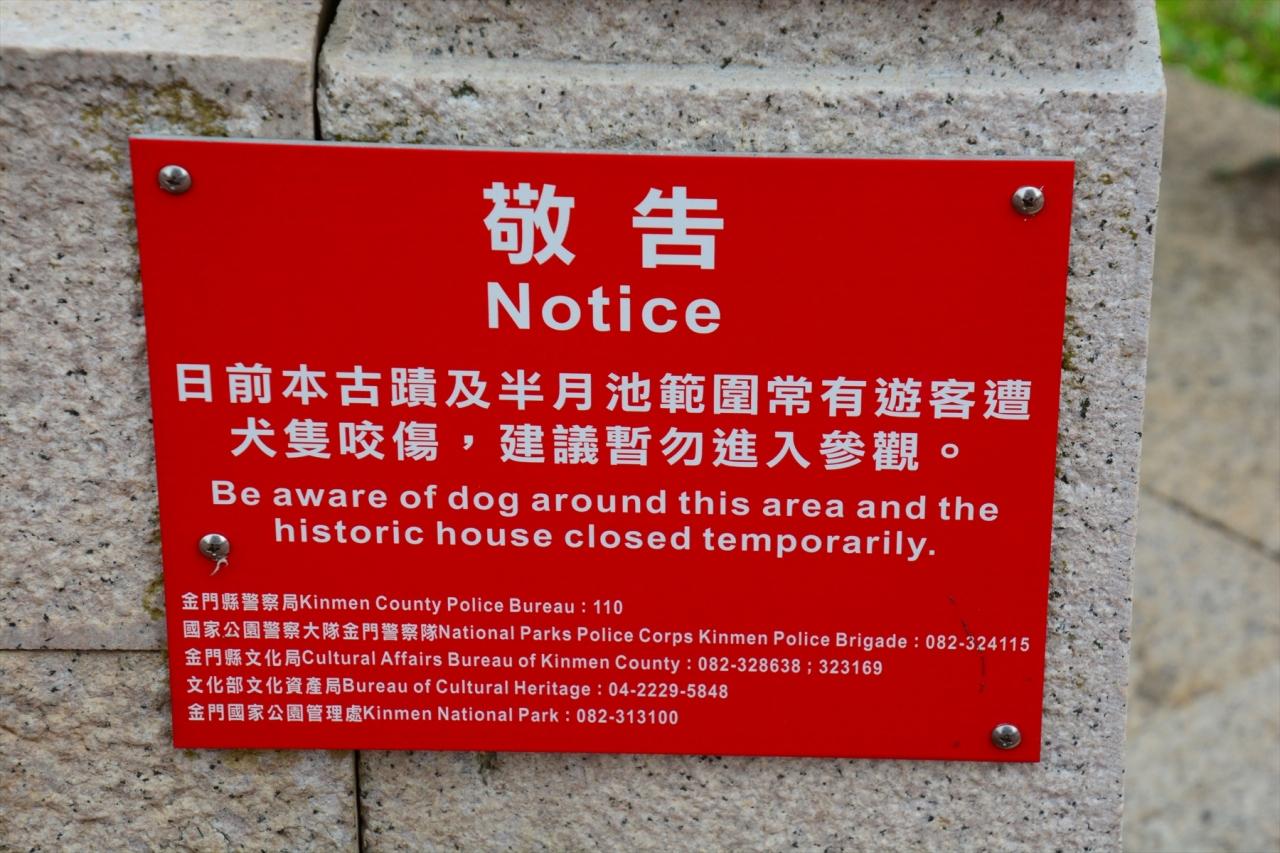 敬告
Notice
日前本古蹟及半月池範圍常有遊客遭
犬隻咬傷，建議暫勿進入參觀。
Be aware of dog around this area and the
historic house closed temporarily.
金門縣警察局Kinmen County Police Bureau：110
國家公園警察大隊金門警察隊National Parks Police Corps Kinmen Police Brigade：082-324115
金門縣文化局Cultural Affairs Bureau of Kinmen County：082-328638；323169
文化部文化資產局Bureau of Cultural Heritage：04-2229-5848
金門國家公園管理處Kinmen National Park：082-313100